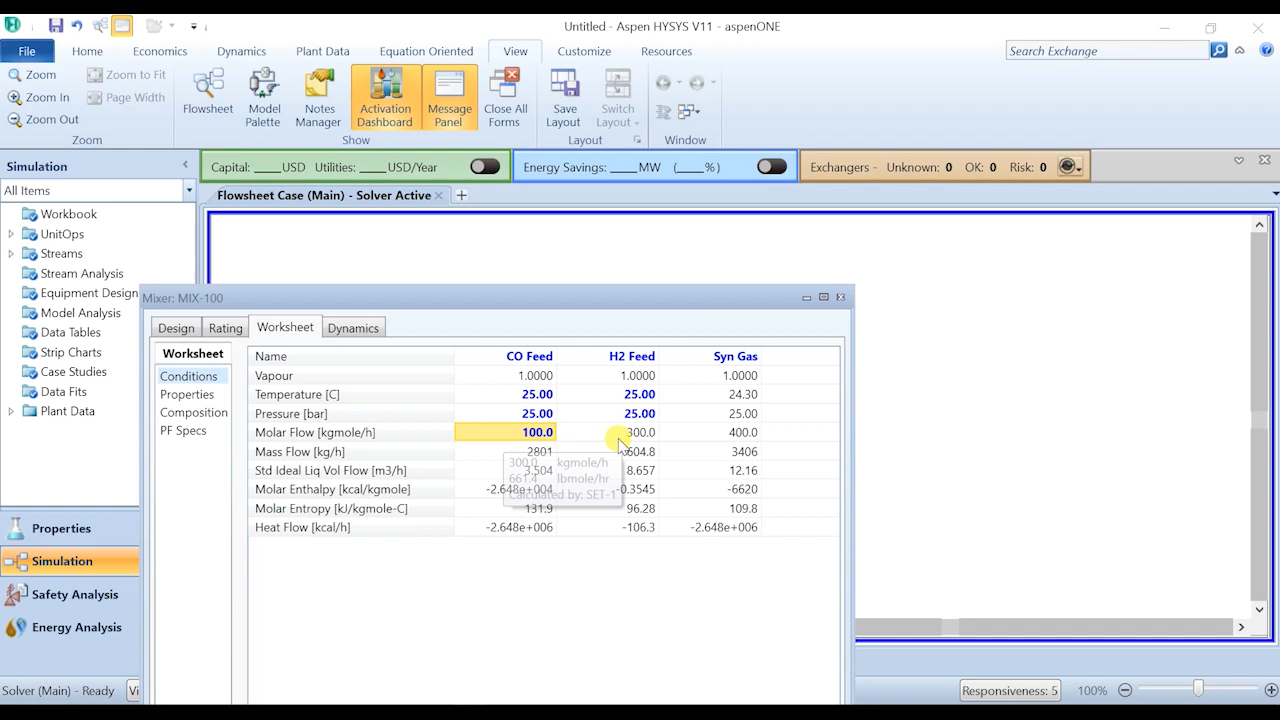 Untitled - Aspen HYSYS V11 - aspenONE
File Home Economics Dynamics Plant Data Equation Oriented View Customize Resources Search Exchange
Zoom Zoom to Fit
Zoom In Page Width
Zoom Out
Zoom
Flowsheet Model Palette Notes Manager Activation Dashboard Message Panel Close All Forms
Show
Save Layout Switch Layout
Layout
Window
Simulation
Capital: ____USD Utilities: ____USD/Year
Energy Savings: ____MW (____%)
Exchangers - Unknown: 0 OK: 0 Risk: 0
All Items
Flowsheet Case (Main) - Solver Active
Workbook
UnitOps
Streams
Stream Analysis
Equipment Design
Model Analysis
Data Tables
Strip Charts
Case Studies
Data Fits
Plant Data
Properties
Simulation
Safety Analysis
Energy Analysis
Mixer: MIX-100
Design Rating Worksheet Dynamics
Worksheet
Conditions
Properties
Composition
PF Specs
Name CO Feed H2 Feed Syn Gas
Vapour 1.0000 1.0000 1.0000
Temperature [C] 25.00 25.00 24.30
Pressure [bar] 25.00 25.00 25.00
Molar Flow [kgmole/h] 100.0 300.0 400.0
Mass Flow [kg/h] 2801 604.8 3406
Std Ideal Liq Vol Flow [m3/h] 3.504 8.657 12.16
Molar Enthalpy [kcal/kgmole] -2.648e+004 -0.3545 -6620
Molar Entropy [kJ/kgmole-C] 131.9 96.28 109.8
Heat Flow [kcal/h] -2.648e+006 -106.3 -2.648e+006
300.0 kgmole/h
661.4 lbmole/hr
Calculated by: SET-1
Solver (Main) - Ready
Responsiveness: 5 100%